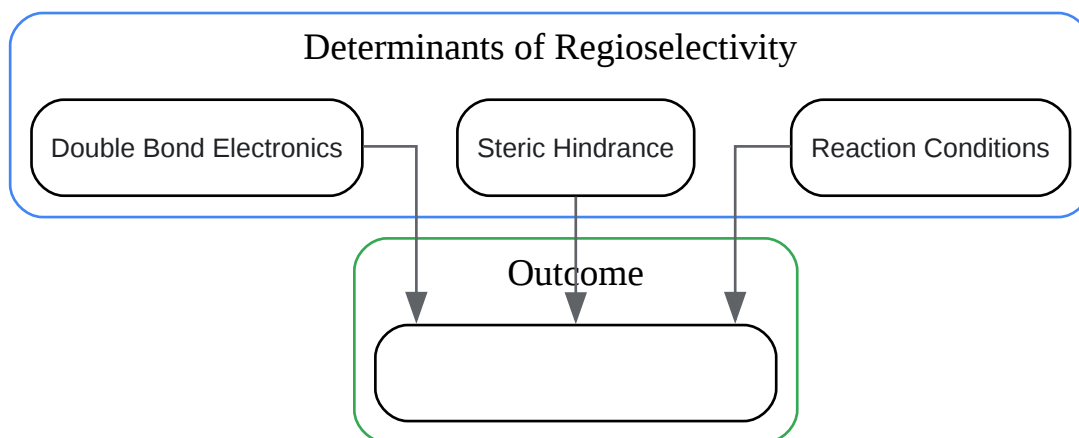 Determinants of Regioselectivity
Double Bond Electronics
Steric Hindrance
Reaction Conditions
Outcome